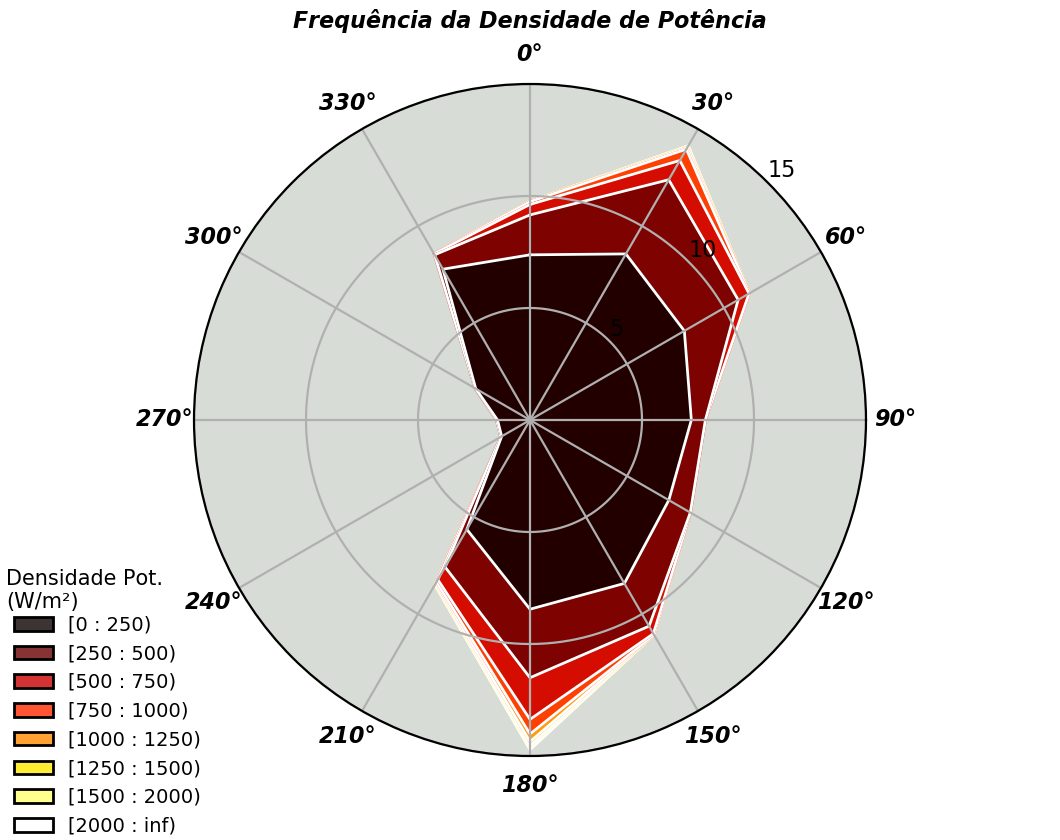 Frequência da Densidade de Potência
0°
330°
30°
15
300°
60°
10
5
270°
90°
Densidade Pot.
(W/m²)
240°
120°
[0 : 250)
[250 : 500)
[500 : 750)
[750 : 1000)
210°
150°
[1000 : 1250)
[1250 : 1500)
180°
[1500 : 2000)
[2000 : inf)